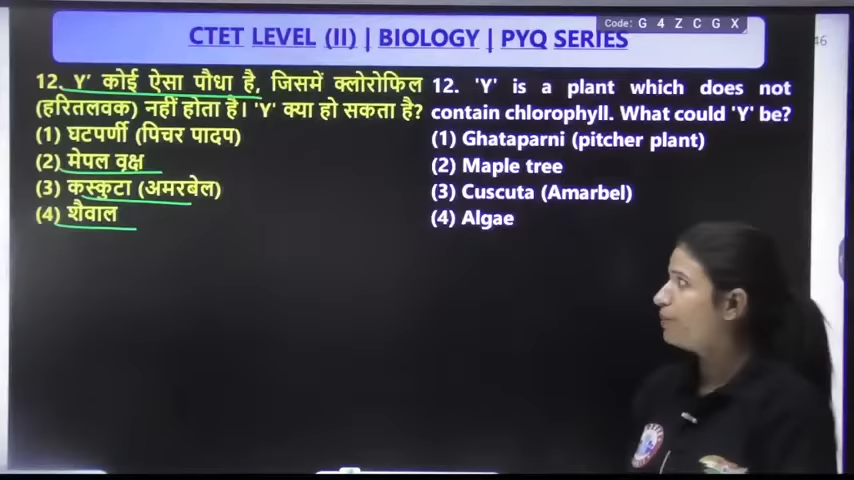 Code: G 4 Z C G X
CTET LEVEL (II) | BIOLOGY | PYQ SERIES
46
12. Y' कोई ऐसा पौधा है, जिसमें क्लोरोफिल
(हरितलवक) नहीं होता है। 'Y' क्या हो सकता है?
(1) घटपर्णी (पिचर पादप)
(2) मेपल वृक्ष
(3) कस्कुटा (अमरबेल)
(4) शैवाल
12. 'Y' is a plant which does not
contain chlorophyll. What could 'Y' be?
(1) Ghataparni (pitcher plant)
(2) Maple tree
(3) Cuscuta (Amarbel)
(4) Algae